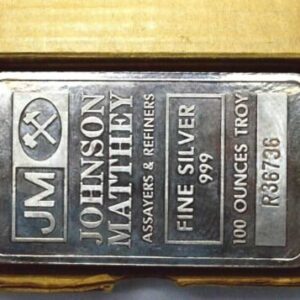 JM
JOHNSON
MATTHEY
ASSAYERS & REFINERS
FINE SILVER
999
100 OUNCES TROY
R36736